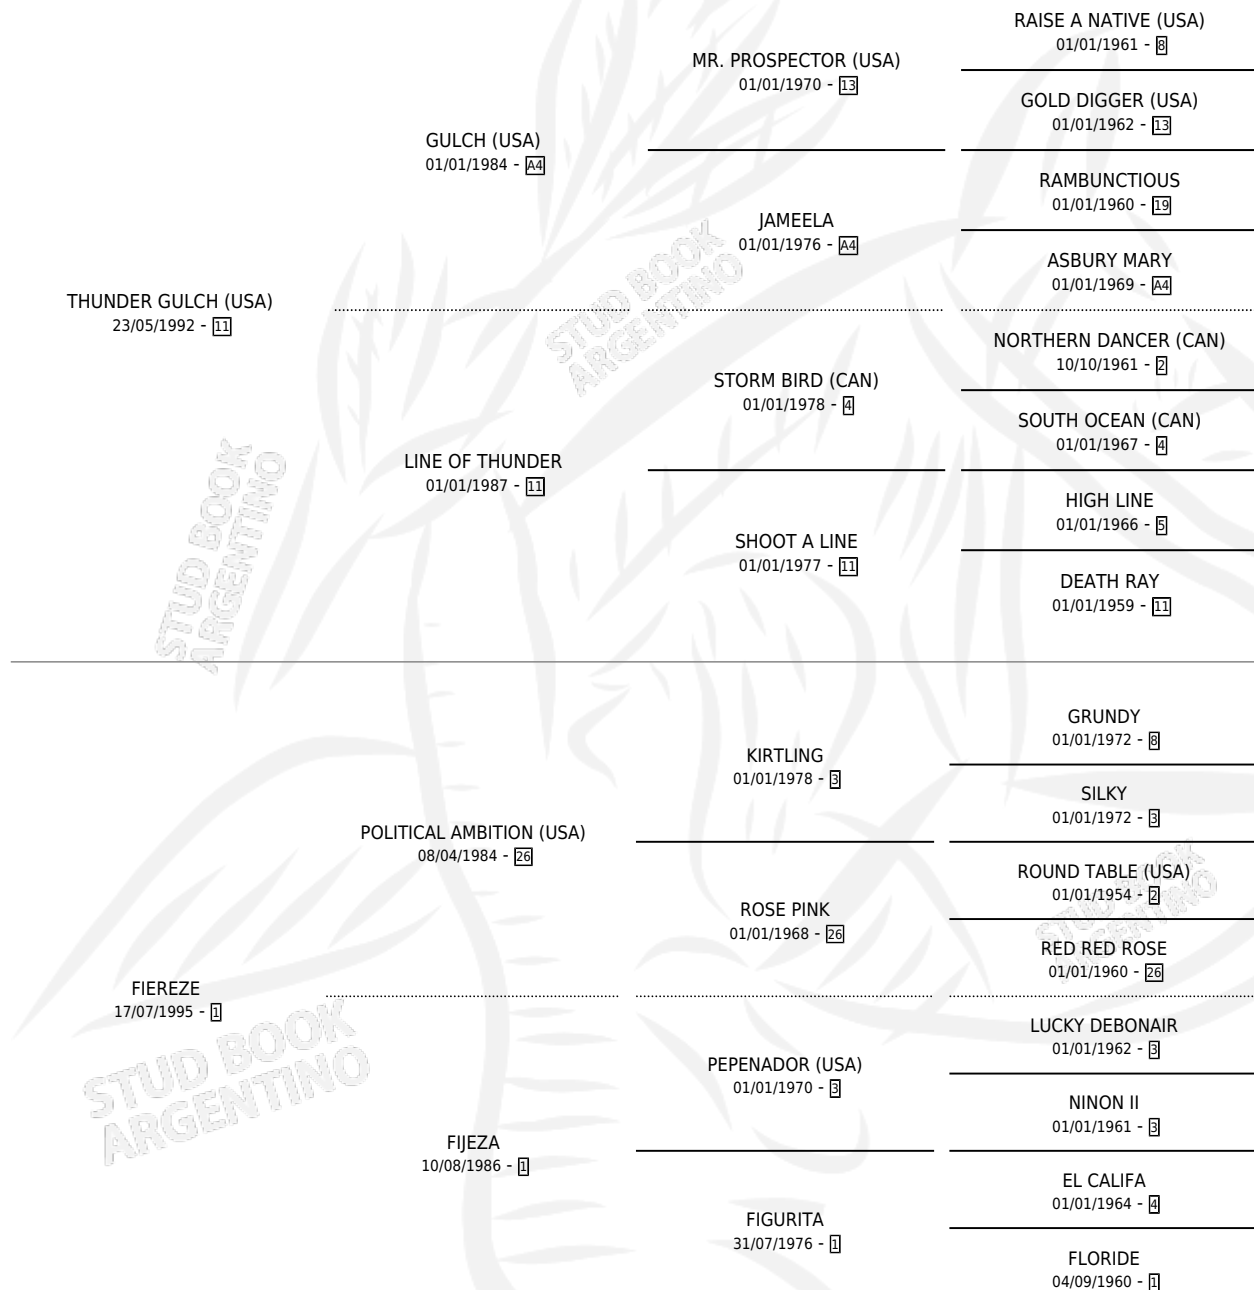 RAISE A NATIVE (USA)
01/01/1961 - 8
MR. PROSPECTOR (USA)
01/01/1970 - 13
GOLD DIGGER (USA)
01/01/1962 - 13
GULCH (USA)
01/01/1984 - A4
RAMBUNCTIOUS
01/01/1960 - 19
JAMEELA
01/01/1976 - A4
ASBURY MARY
01/01/1969 - A4
THUNDER GULCH (USA)
23/05/1992 - 11
NORTHERN DANCER (CAN)
10/10/1961 - 2
STORM BIRD (CAN)
01/01/1978 - 4
SOUTH OCEAN (CAN)
01/01/1967 - 4
LINE OF THUNDER
01/01/1987 - 11
HIGH LINE
01/01/1966 - 5
SHOOT A LINE
01/01/1977 - 11
DEATH RAY
01/01/1959 - 11
GRUNDY
01/01/1972 - 8
KIRTLING
01/01/1978 - 3
SILKY
01/01/1972 - 3
POLITICAL AMBITION (USA)
08/04/1984 - 26
ROUND TABLE (USA)
01/01/1954 - 2
ROSE PINK
01/01/1968 - 26
RED RED ROSE
01/01/1960 - 26
FIEREZE
17/07/1995 - 1
LUCKY DEBONAIR
01/01/1962 - 3
PEPENADOR (USA)
01/01/1970 - 3
NINON II
01/01/1961 - 3
FIJEZA
10/08/1986 - 1
EL CALIFA
01/01/1964 - 4
FIGURITA
31/07/1976 - 1
FLORIDE
04/09/1960 - 1
STUD BOOK
ARGENTINO
STUD BOOK
ARGENTINO
STUD BOOK
ARGENTINO
STUD BOOK
ARGENTINO